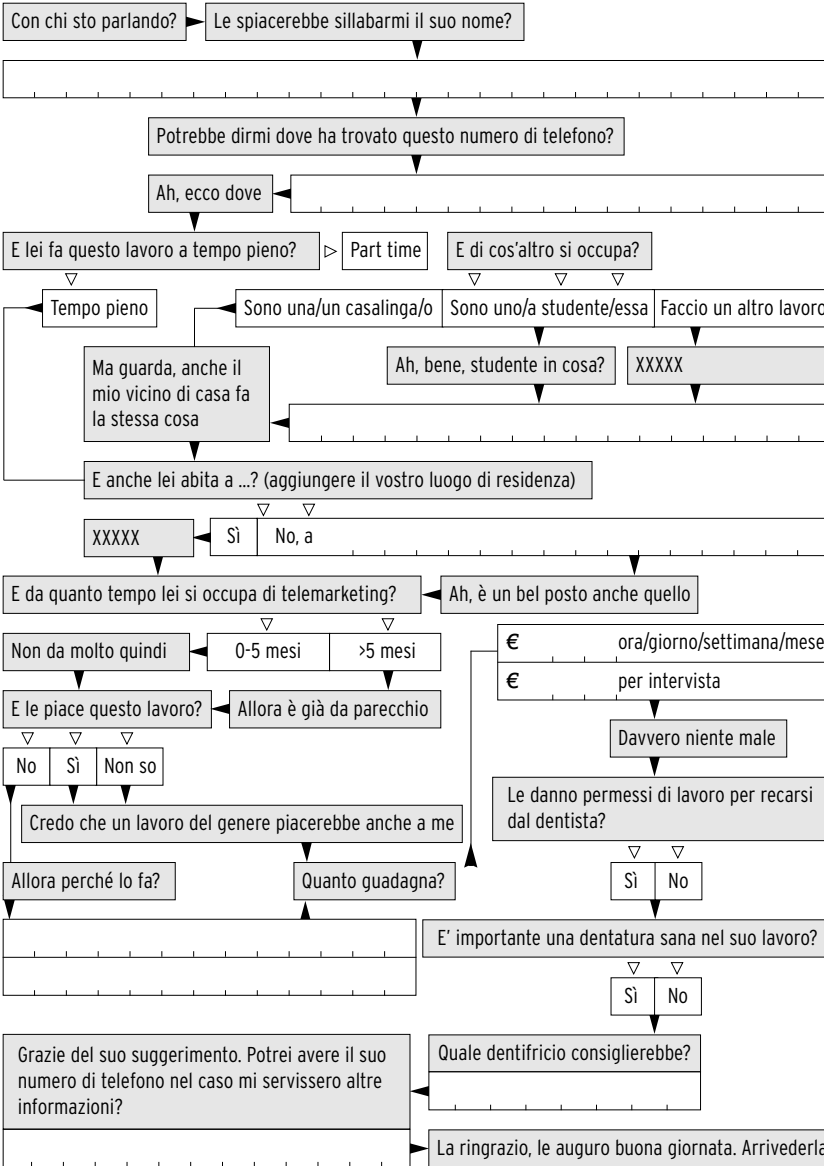 Con chi sto parlando?
Le spiacerebbe sillabarmi il suo nome?
Potrebbe dirmi dove ha trovato questo numero di telefono?
Ah, ecco dove
E lei fa questo lavoro a tempo pieno?
Part time
E di cos'altro si occupa?
Tempo pieno
Sono una/un casalinga/o
Sono uno/a studente/essa
Faccio un altro lavoro
Ma guarda, anche il
mio vicino di casa fa
la stessa cosa
Ah, bene, studente in cosa?
XXXXX
E anche lei abita a ...? (aggiungere il vostro luogo di residenza)
XXXXX
Sì
No, a
E da quanto tempo lei si occupa di telemarketing?
Ah, è un bel posto anche quello
Non da molto quindi
0-5 mesi
>5 mesi
€ ora/giorno/settimana/mese
€ per intervista
E le piace questo lavoro?
Allora è già da parecchio
Davvero niente male
No
Sì
Non so
Le danno permessi di lavoro per recarsi
dal dentista?
Credo che un lavoro del genere piacerebbe anche a me
Allora perché lo fa?
Quanto guadagna?
Sì
No
E' importante una dentatura sana nel suo lavoro?
Sì
No
Grazie del suo suggerimento. Potrei avere il suo
numero di telefono nel caso mi servissero altre
informazioni?
Quale dentifricio consiglierebbe?
La ringrazio, le auguro buona giornata. Arrivederla